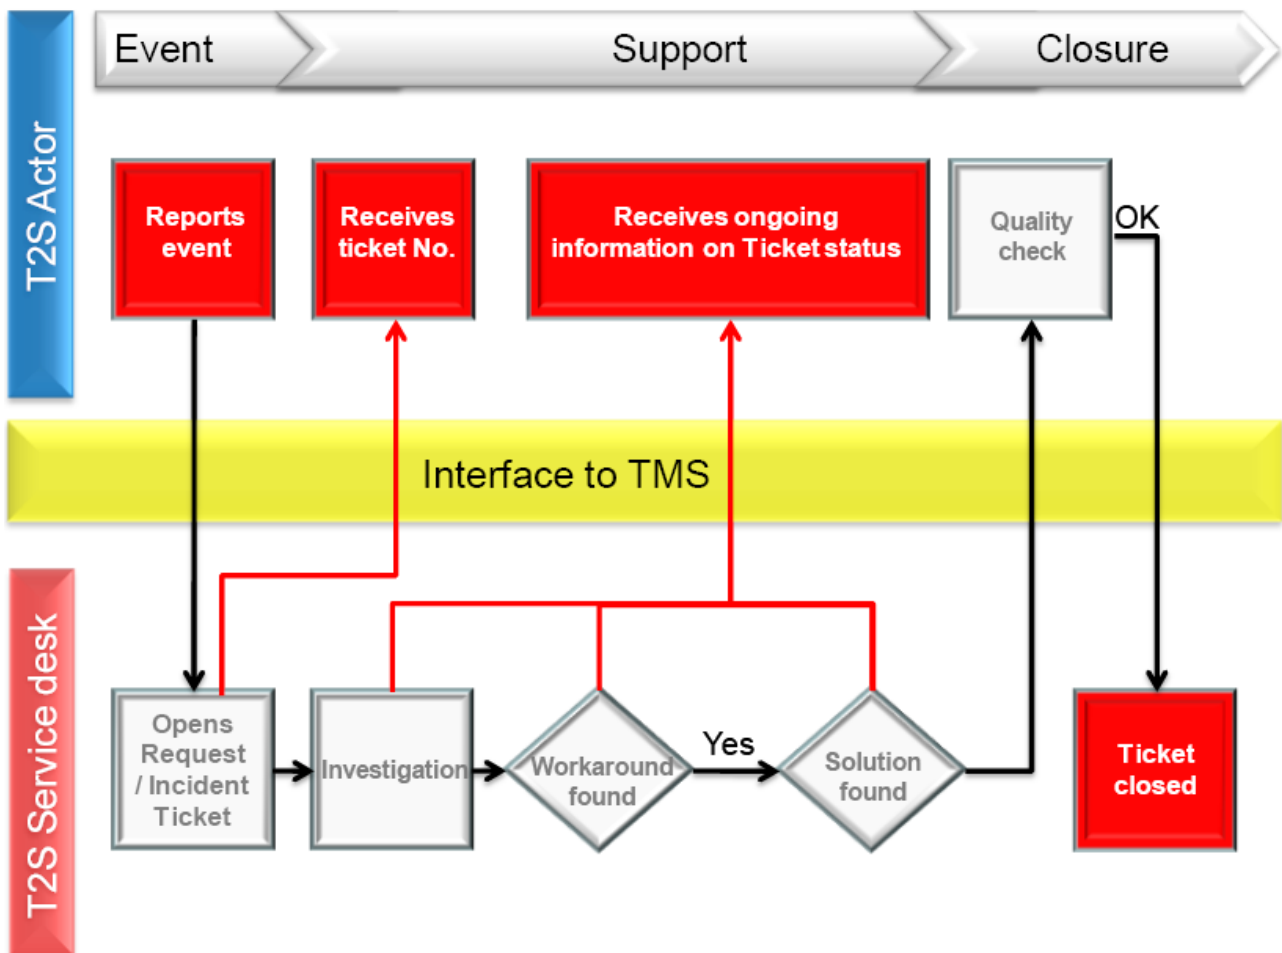 Event
Support
Closure
T2S Actor
Reports
event
Receives
ticket No.
Receives ongoing
information on Ticket status
Quality
check
OK
Interface to TMS
T2S Service desk
Opens
Request
/ Incident
Ticket
Investigation
Workaround
found
Yes
Solution
found
Ticket
closed